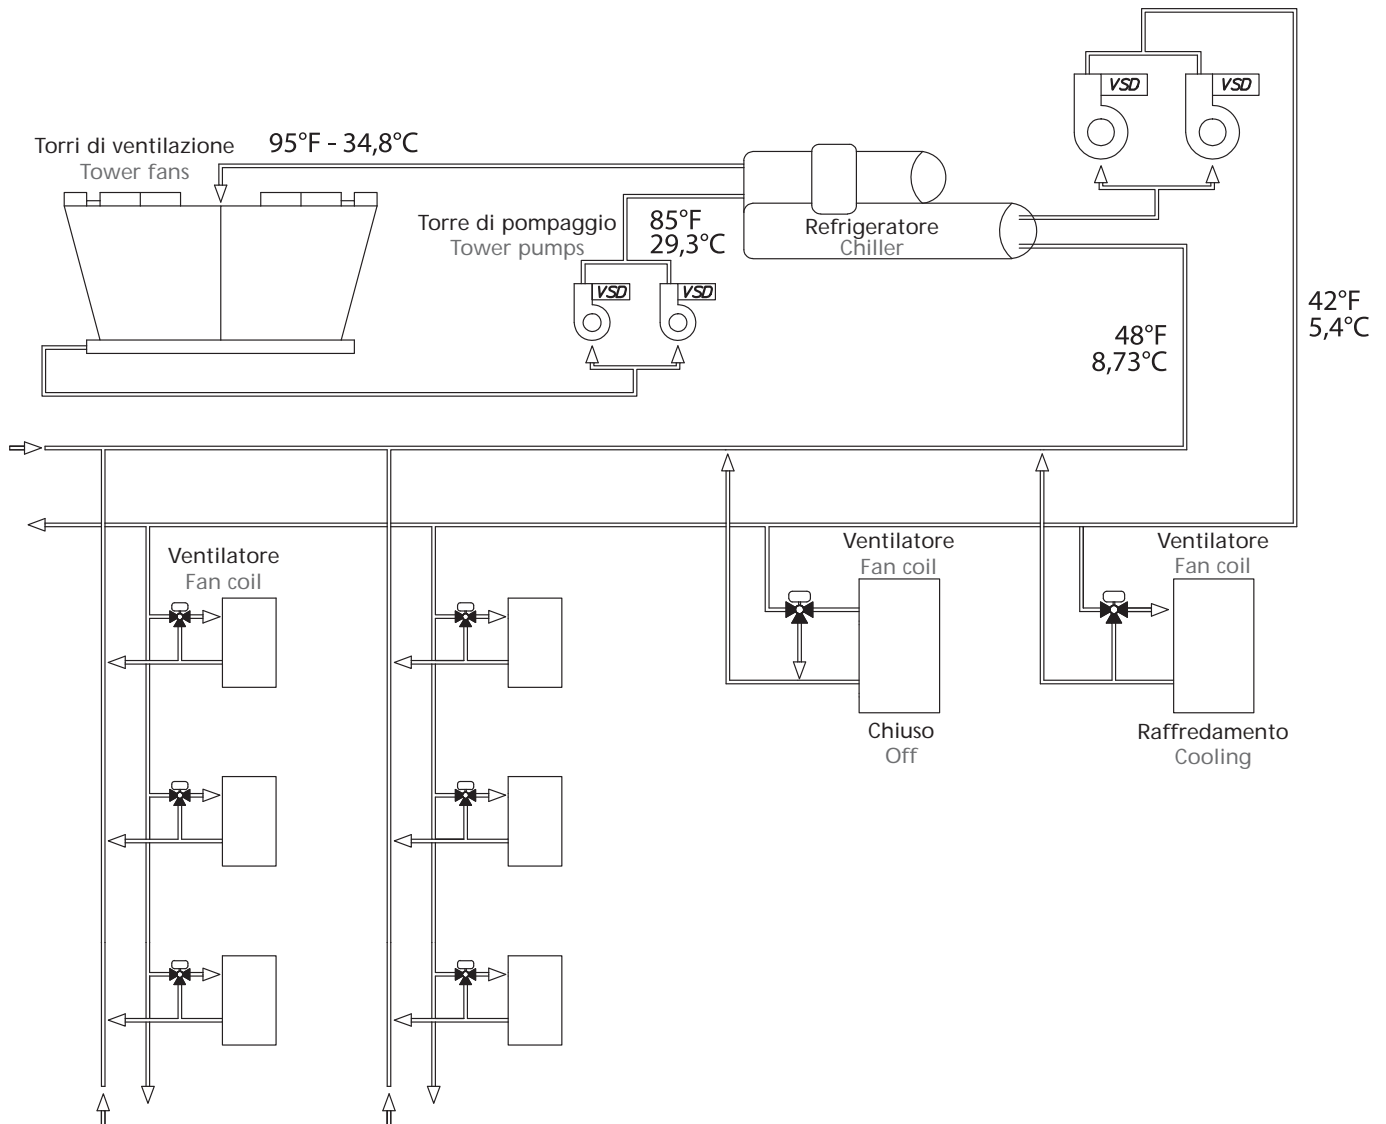 VSD
VSD
Torri di ventilazione
Tower fans
95°F - 34,8°C
Torre di pompaggio
Tower pumps
85°F
29,3°C
Refrigeratore
Chiller
VSD
VSD
48°F
8,73°C
42°F
5,4°C
Ventilatore
Fan coil
Ventilatore
Fan coil
Ventilatore
Fan coil
Chiuso
Off
Raffredamento
Cooling